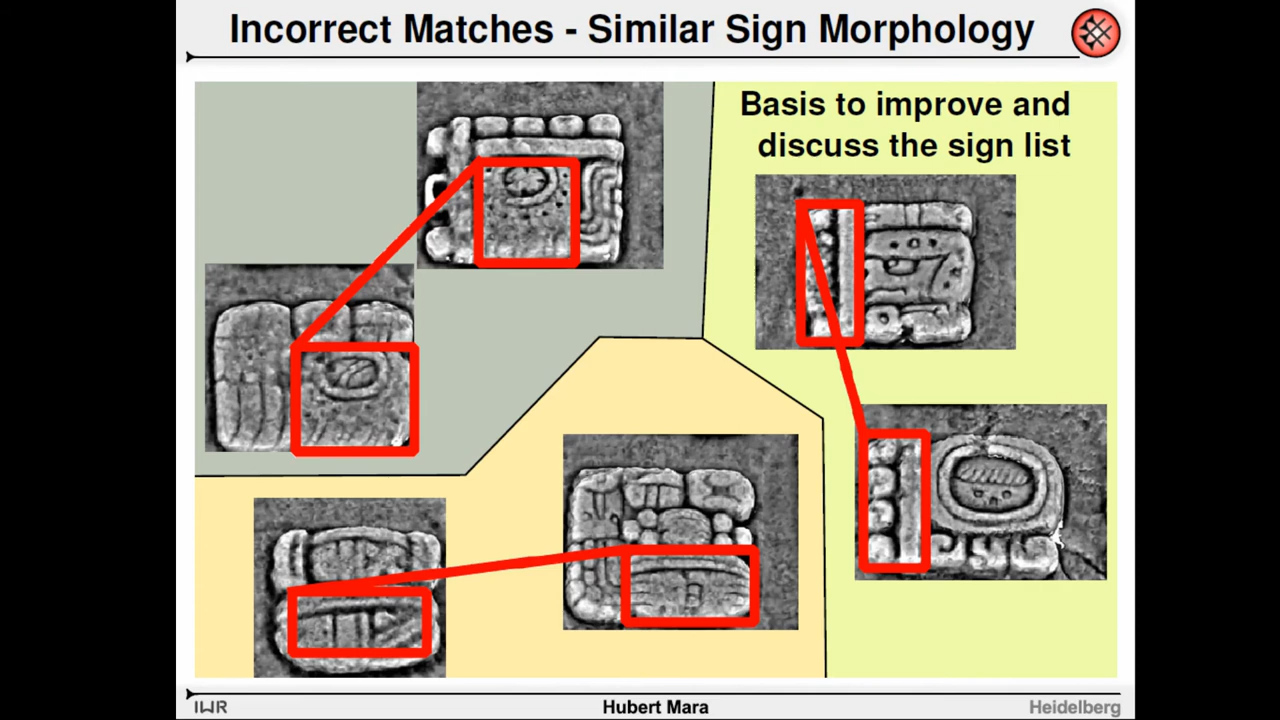 Incorrect Matches - Similar Sign Morphology
Basis to improve and
discuss the sign list
IWR
Hubert Mara
Heidelberg